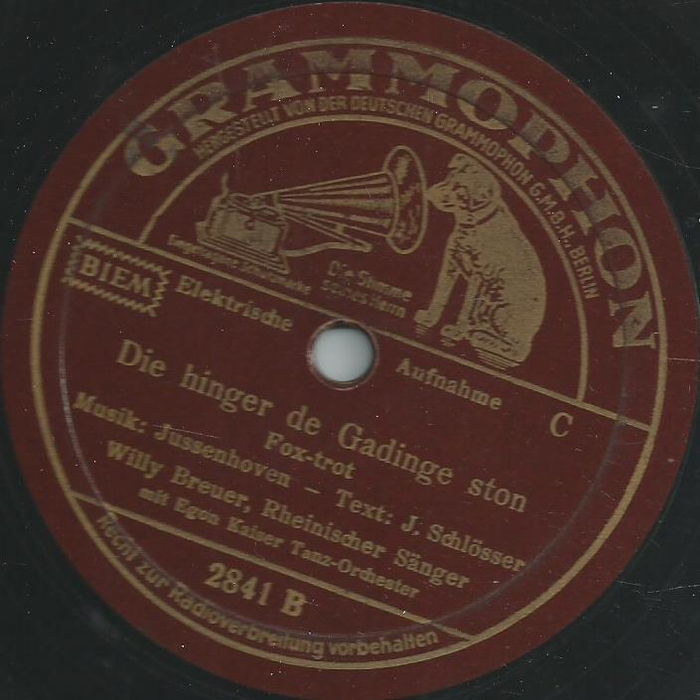 GRAMMOPHON
HERGESTELLT VON DER DEUTSCHEN GRAMMOPHON G.M.B.H., BERLIN
Eingetragene Schutzmarke
Die Stimme
seines Herrn
BIEM
Elektrische Aufnahme
C
Die hinger de Gadinge ston
Fox-trot
Musik: Jussenhoven – Text: J. Schlösser
Willy Breuer, Rheinischer Sänger
mit Egon Kaiser Tanz-Orchester
2841 B
Recht zur Radioverbreitung vorbehalten